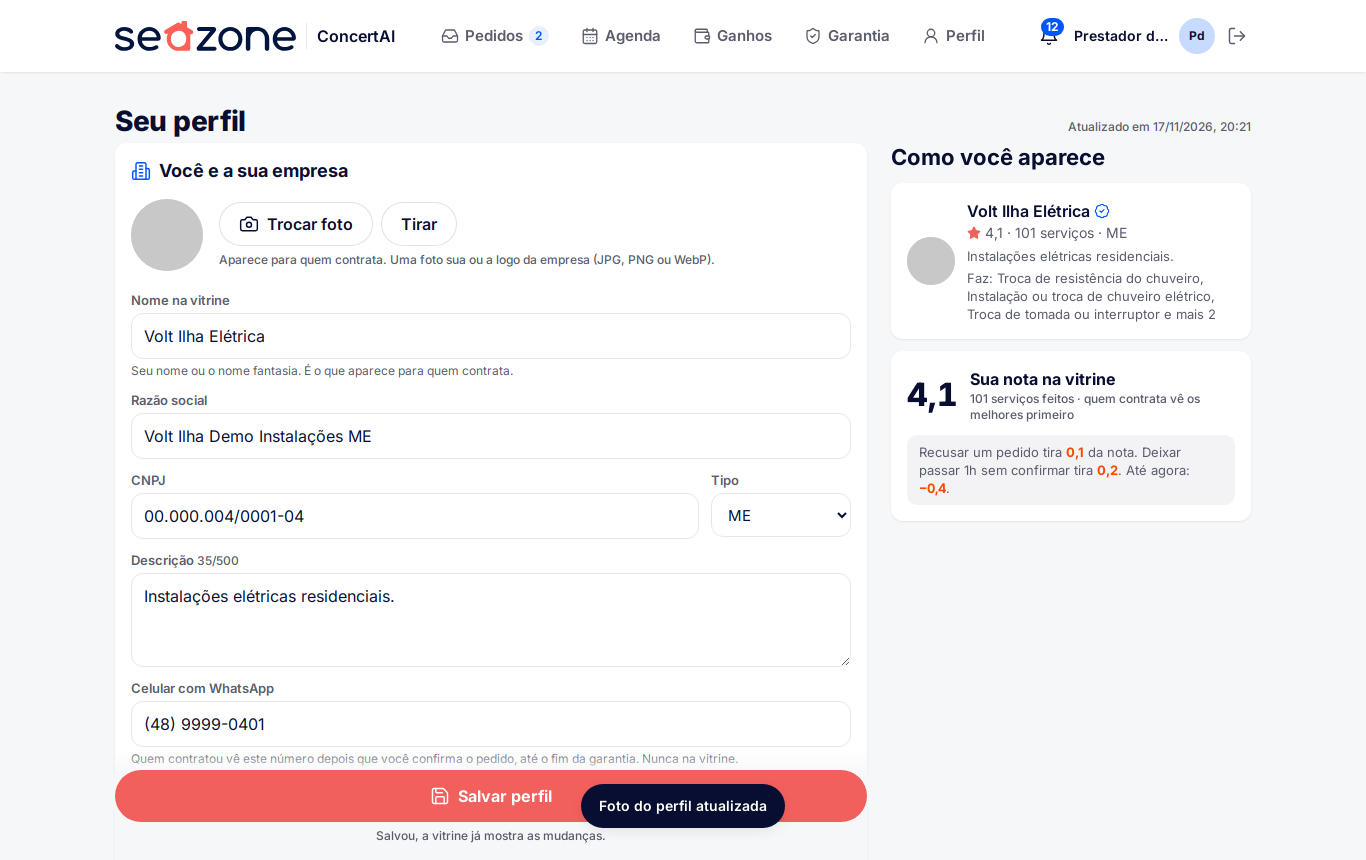 seazone
ConcertAI
Pedidos 2
Agenda
Ganhos
Garantia
Perfil
12
Prestador d...
Pd
Seu perfil
Atualizado em 17/11/2026, 20:21
Você e a sua empresa
Trocar foto
Tirar
Aparece para quem contrata. Uma foto sua ou a logo da empresa (JPG, PNG ou WebP).
Nome na vitrine
Volt Ilha Elétrica
Seu nome ou o nome fantasia. É o que aparece para quem contrata.
Razão social
Volt Ilha Demo Instalações ME
CNPJ
00.000.004/0001-04
Tipo
ME
Descrição 35/500
Instalações elétricas residenciais.
Celular com WhatsApp
(48) 9999-0401
Quem contratou vê este número depois que você confirma o pedido, até o fim da garantia. Nunca na vitrine.
Salvar perfil
Foto do perfil atualizada
Salvou, a vitrine já mostra as mudanças.
Como você aparece
Volt Ilha Elétrica
4,1 · 101 serviços · ME
Instalações elétricas residenciais.
Faz: Troca de resistência do chuveiro,
Instalação ou troca de chuveiro elétrico,
Troca de tomada ou interruptor e mais 2
4,1
Sua nota na vitrine
101 serviços feitos · quem contrata vê os
melhores primeiro
Recusar um pedido tira 0,1 da nota. Deixar
passar 1h sem confirmar tira 0,2. Até agora:
−0,4.